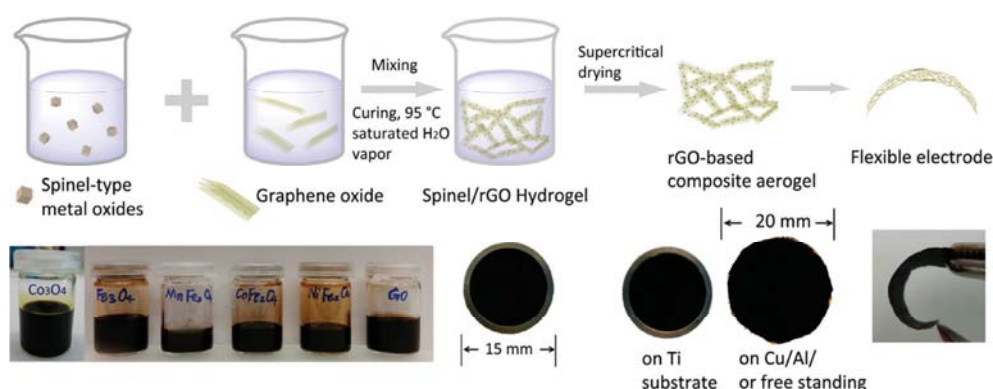 Mixing
Curing, 95 °C
saturated H2O
vapor
Supercritical
drying
Spinel-type
metal oxides
Graphene oxide
Spinel/rGO Hydrogel
rGO-based
composite aerogel
Flexible electrode
Co3O4
Fe3O4
MnFe2O4
CoFe2O4
NiFe2O4
GO
15 mm
20 mm
on Ti
substrate
on Cu/Al/
or free standing